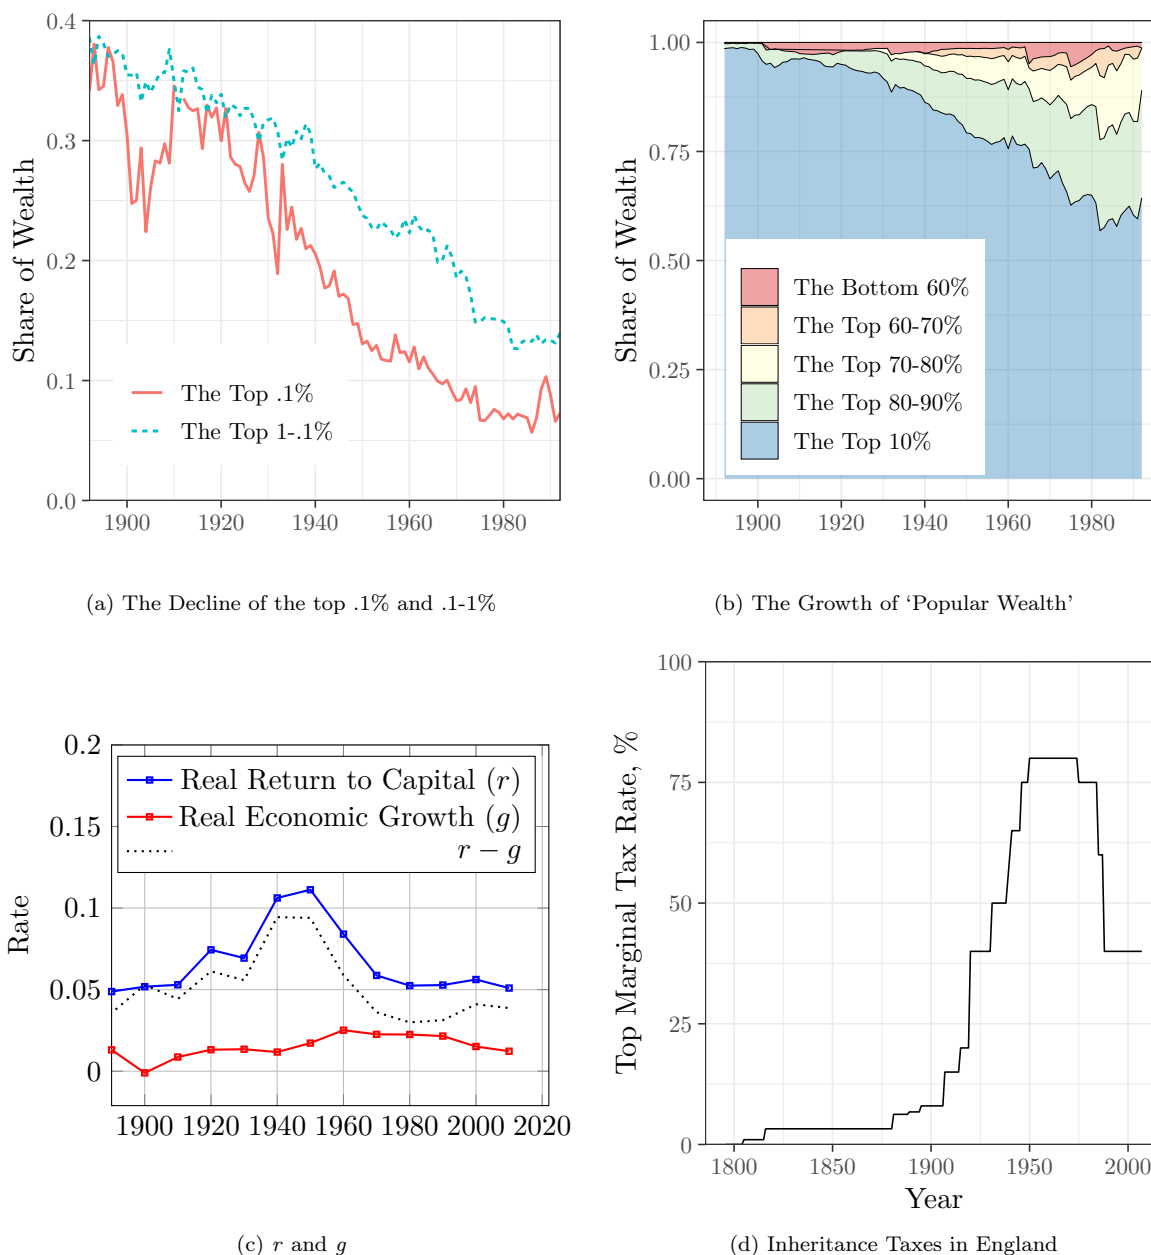 0.4
0.3
0.2
0.1
0.0
Share of Wealth
The Top .1%
The Top 1-.1%
1900 1920 1940 1960 1980
(a) The Decline of the top .1% and .1-1%
1.00
0.75
0.50
0.25
0.00
Share of Wealth
The Bottom 60%
The Top 60-70%
The Top 70-80%
The Top 80-90%
The Top 10%
1900 1920 1940 1960 1980
(b) The Growth of ‘Popular Wealth’
0.2
0.15
0.1
0.05
0
Rate
Real Return to Capital (r)
Real Economic Growth (g)
r − g
1900 1920 1940 1960 1980 2000 2020
(c) r and g
100
75
50
25
0
Top Marginal Tax Rate, %
1800 1850 1900 1950 2000
Year
(d) Inheritance Taxes in England